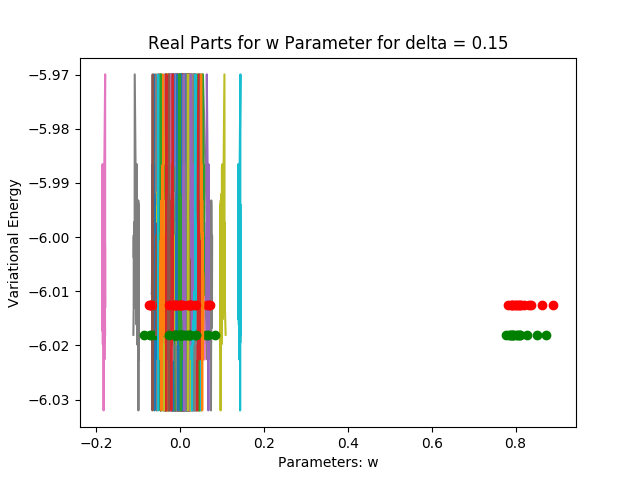 Real Parts for w Parameter for delta = 0.15
−5.97
−5.98
−5.99
−6.00
−6.01
−6.02
−6.03
Variational Energy
−0.2 0.0 0.2 0.4 0.6 0.8
Parameters: w